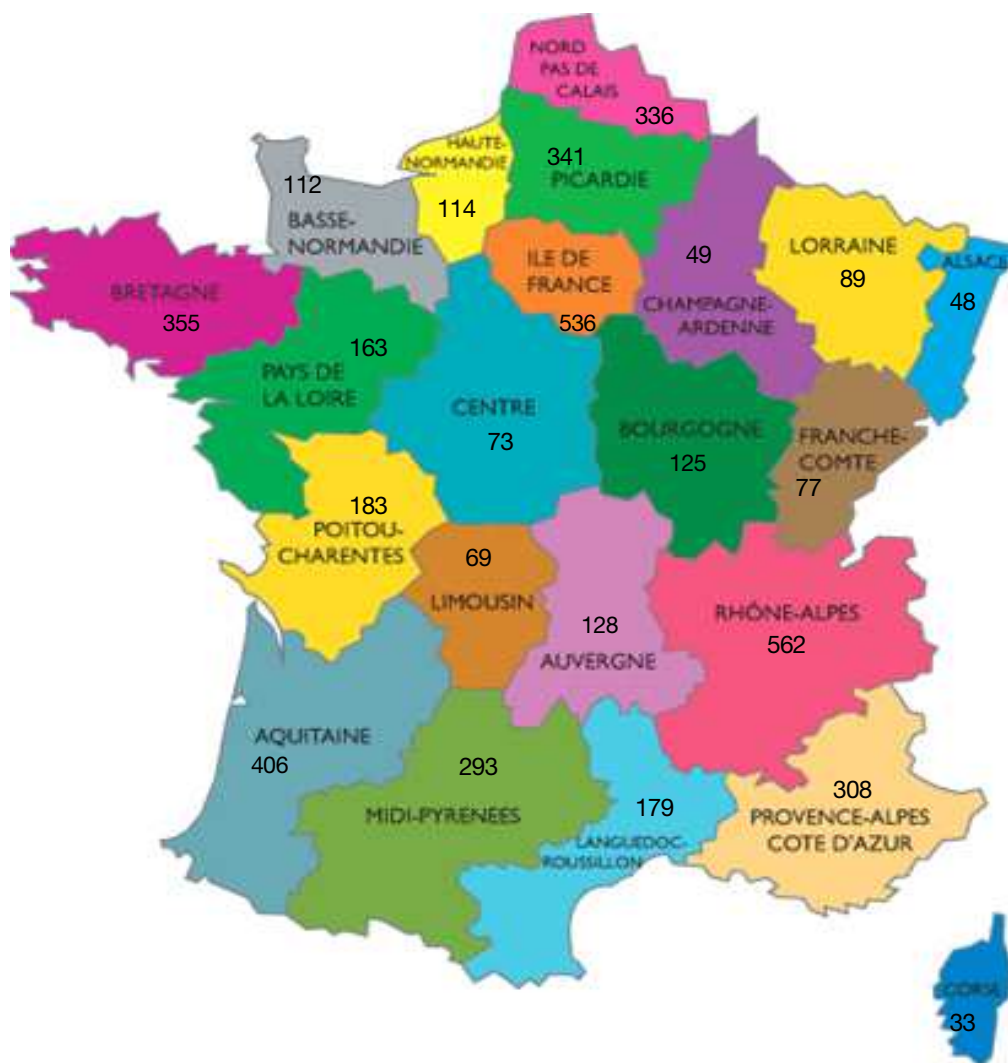 NORD
PAS DE
CALAIS
336
HAUTE-
NORMANDIE
114
341
PICARDIE
112
BASSE-
NORMANDIE
BRETAGNE
355
163
PAYS DE
LA LOIRE
ILE DE
FRANCE
536
49
CHAMPAGNE-
ARDENNE
LORRAINE
89
ALSACE
48
CENTRE
73
BOURGOGNE
125
FRANCHE-
COMTE
77
183
POITOU-
CHARENTES
69
LIMOUSIN
128
AUVERGNE
RHÔNE-ALPES
562
AQUITAINE
406
293
MIDI-PYRENEES
179
LANGUEDOC-
ROUSSILLON
308
PROVENCE-ALPES
COTE D'AZUR
CORSE
33